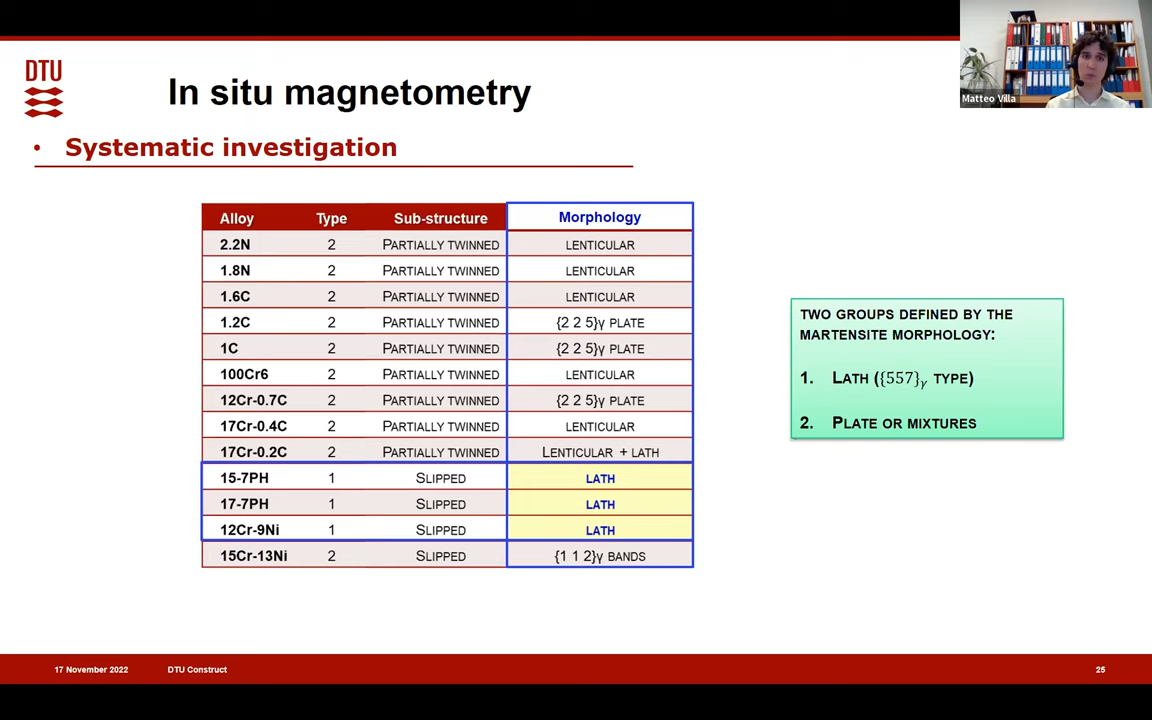 DTU
In situ magnetometry
Matteo Villa
• Systematic investigation
Alloy Type Sub-structure Morphology
2.2N 2 PARTIALLY TWINNED LENTICULAR
1.8N 2 PARTIALLY TWINNED LENTICULAR
1.6C 2 PARTIALLY TWINNED LENTICULAR
1.2C 2 PARTIALLY TWINNED {2 2 5}γ PLATE
1C 2 PARTIALLY TWINNED {2 2 5}γ PLATE
100Cr6 2 PARTIALLY TWINNED LENTICULAR
12Cr-0.7C 2 PARTIALLY TWINNED {2 2 5}γ PLATE
17Cr-0.4C 2 PARTIALLY TWINNED LENTICULAR
17Cr-0.2C 2 PARTIALLY TWINNED LENTICULAR + LATH
15-7PH 1 SLIPPED LATH
17-7PH 1 SLIPPED LATH
12Cr-9Ni 1 SLIPPED LATH
15Cr-13Ni 2 SLIPPED {1 1 2}γ BANDS
TWO GROUPS DEFINED BY THE
MARTENSITE MORPHOLOGY:
1. LATH ({557}γ TYPE)
2. PLATE OR MIXTURES
17 November 2022 DTU Construct 25